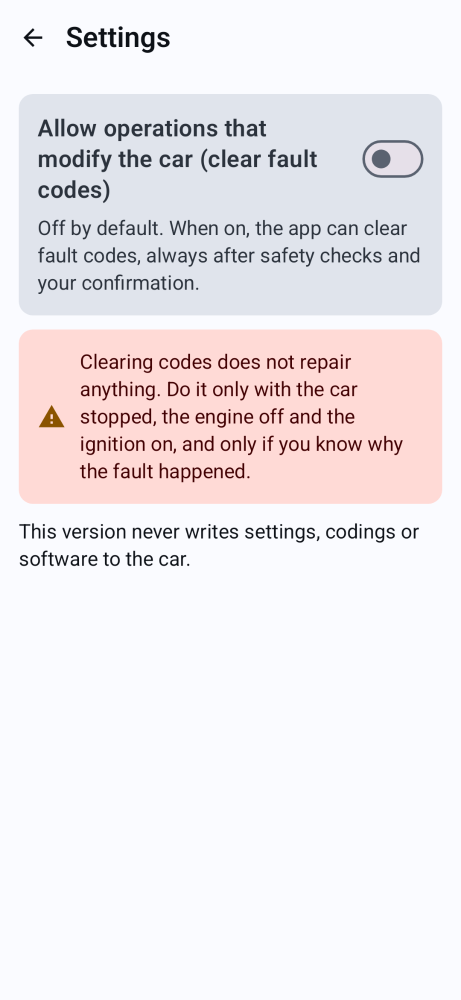 Settings
Allow operations that
modify the car (clear fault
codes)
Off by default. When on, the app can clear
fault codes, always after safety checks and
your confirmation.
Clearing codes does not repair
anything. Do it only with the car
stopped, the engine off and the
ignition on, and only if you know why
the fault happened.
This version never writes settings, codings or
software to the car.